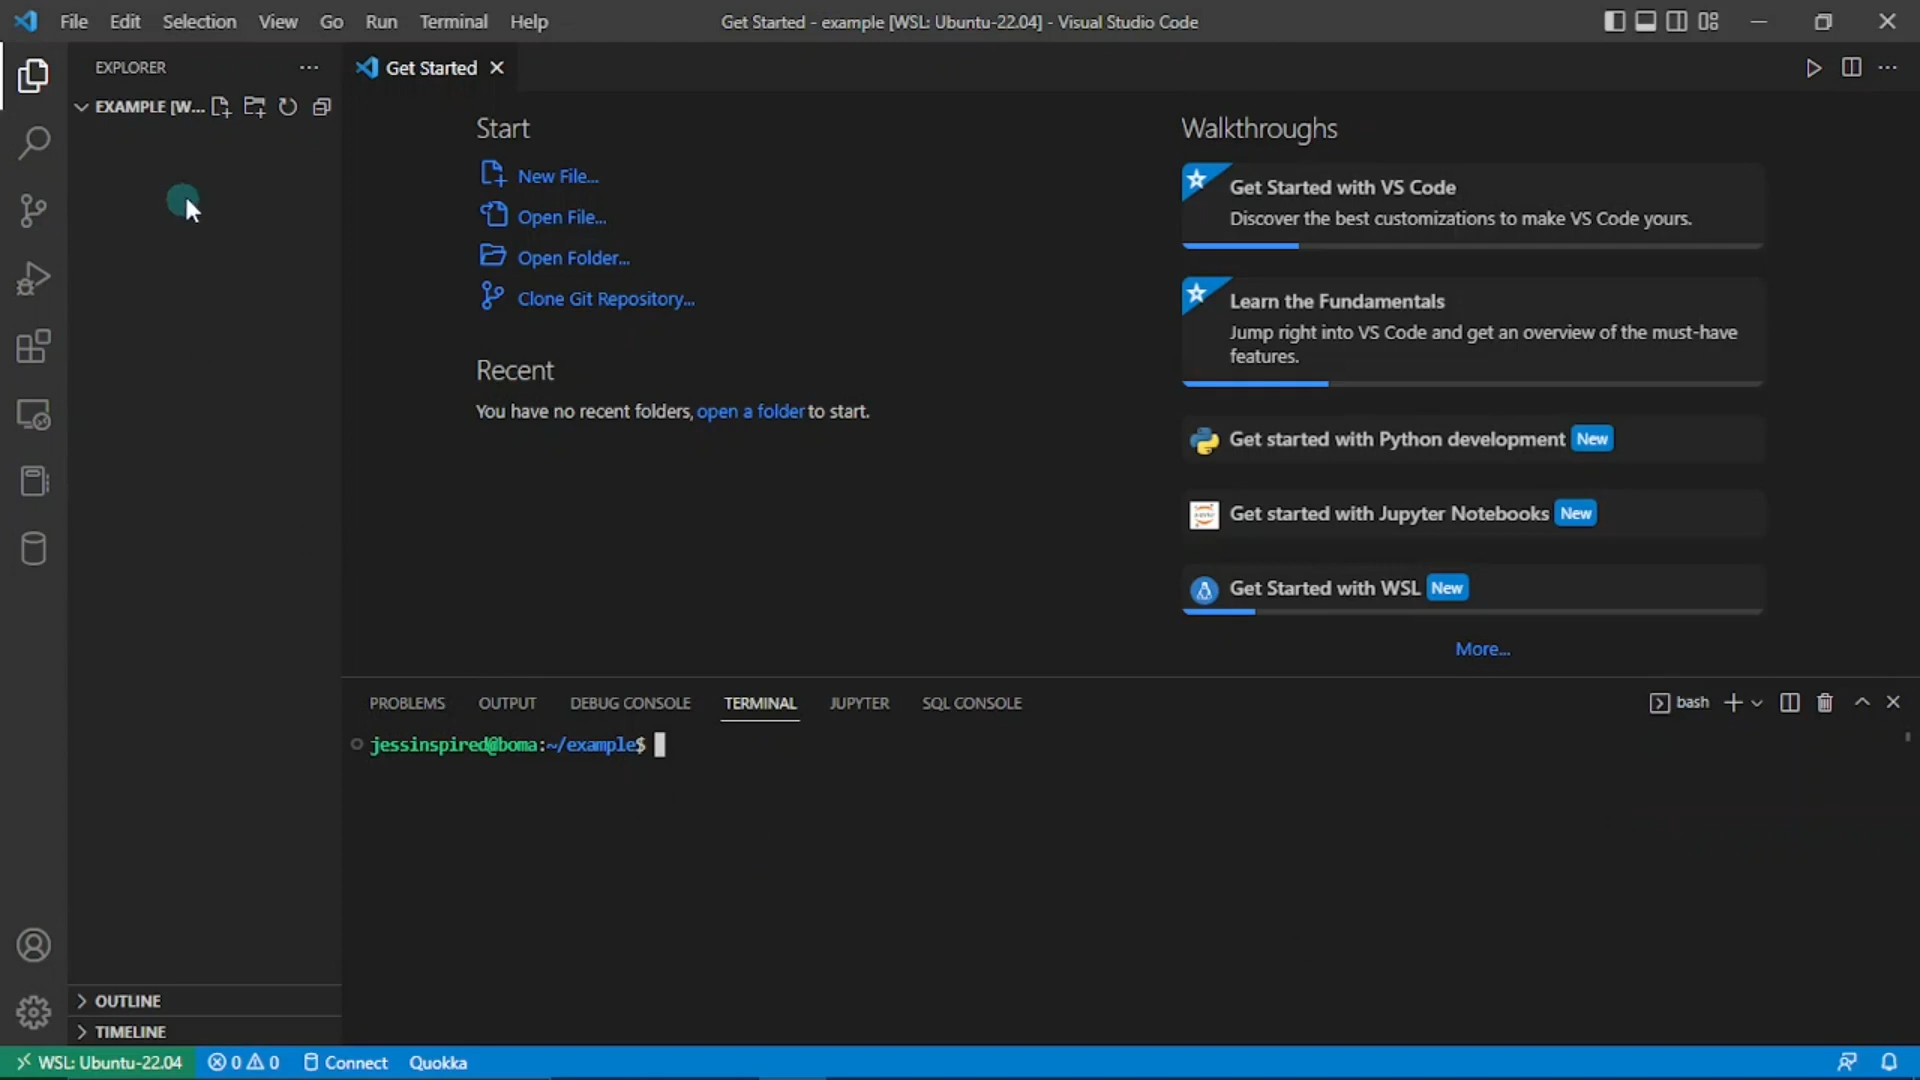 File Edit Selection View Go Run Terminal Help
Get Started - example [WSL: Ubuntu-22.04] - Visual Studio Code
EXPLORER
EXAMPLE [W...
Get Started
Start
New File...
Open File...
Open Folder...
Clone Git Repository...
Recent
You have no recent folders, open a folder to start.
Walkthroughs
Get Started with VS Code
Discover the best customizations to make VS Code yours.
Learn the Fundamentals
Jump right into VS Code and get an overview of the must-have
features.
Get started with Python development New
Get started with Jupyter Notebooks New
Get Started with WSL New
More...
PROBLEMS OUTPUT DEBUG CONSOLE TERMINAL JUPYTER SQL CONSOLE
bash
jessinspired@boma:~/example$
OUTLINE
TIMELINE
WSL: Ubuntu-22.04 0 0 Connect Quokka